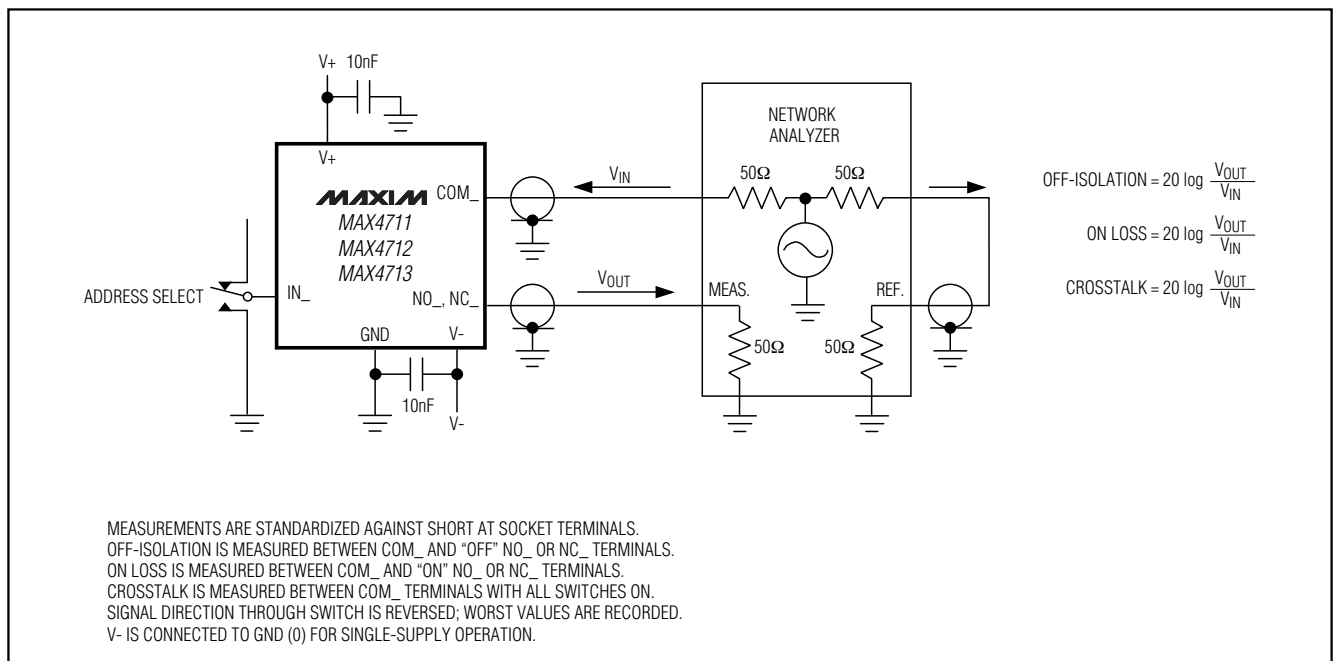 V+ 10nF
V+
MAXIM
MAX4711
MAX4712
MAX4713
COM_
NO_, NC_
IN_
GND V-
ADDRESS SELECT
10nF
V-
VIN
VOUT
NETWORK
ANALYZER
50Ω 50Ω
MEAS. REF.
50Ω 50Ω
OFF-ISOLATION = 20 log VOUT
VIN
ON LOSS = 20 log VOUT
VIN
CROSSTALK = 20 log VOUT
VIN
MEASUREMENTS ARE STANDARDIZED AGAINST SHORT AT SOCKET TERMINALS.
OFF-ISOLATION IS MEASURED BETWEEN COM_ AND “OFF” NO_ OR NC_ TERMINALS.
ON LOSS IS MEASURED BETWEEN COM_ AND “ON” NO_ OR NC_ TERMINALS.
CROSSTALK IS MEASURED BETWEEN COM_ TERMINALS WITH ALL SWITCHES ON.
SIGNAL DIRECTION THROUGH SWITCH IS REVERSED; WORST VALUES ARE RECORDED.
V- IS CONNECTED TO GND (0) FOR SINGLE-SUPPLY OPERATION.